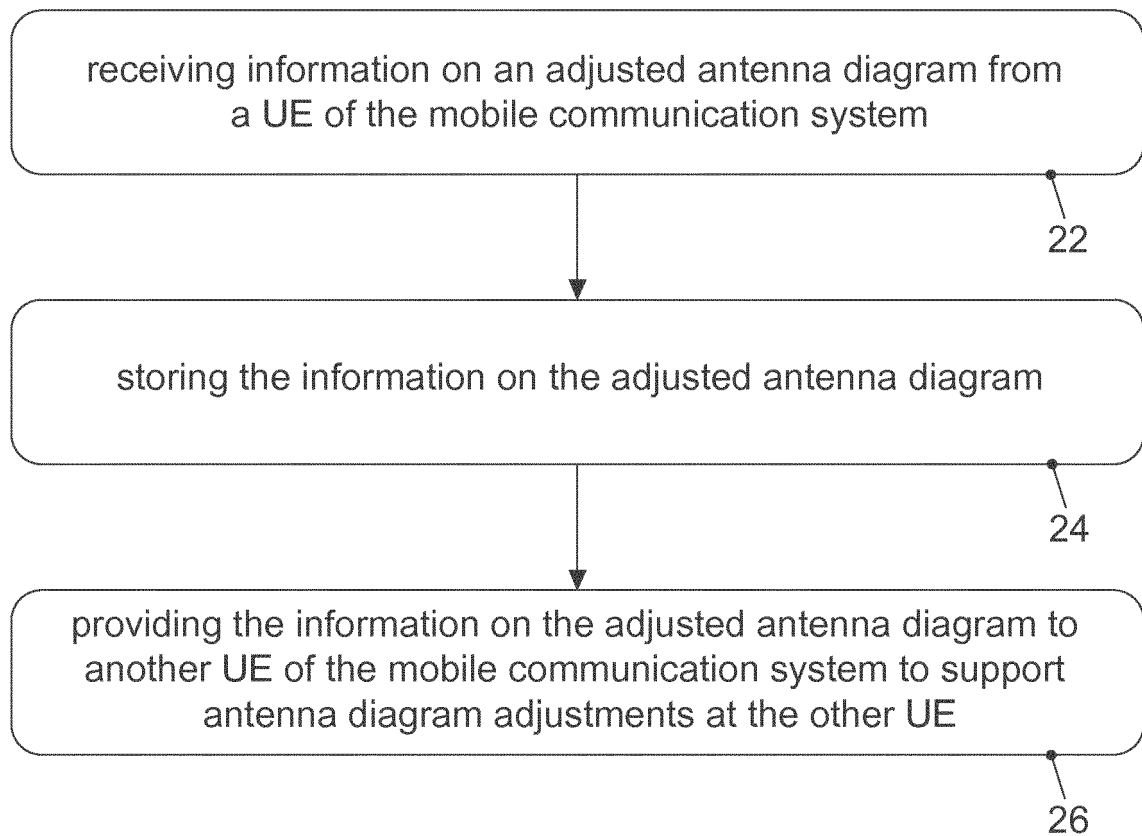 receiving information on an adjusted antenna diagram from
a UE of the mobile communication system
22
storing the information on the adjusted antenna diagram
24
providing the information on the adjusted antenna diagram to
another UE of the mobile communication system to support
antenna diagram adjustments at the other UE
26